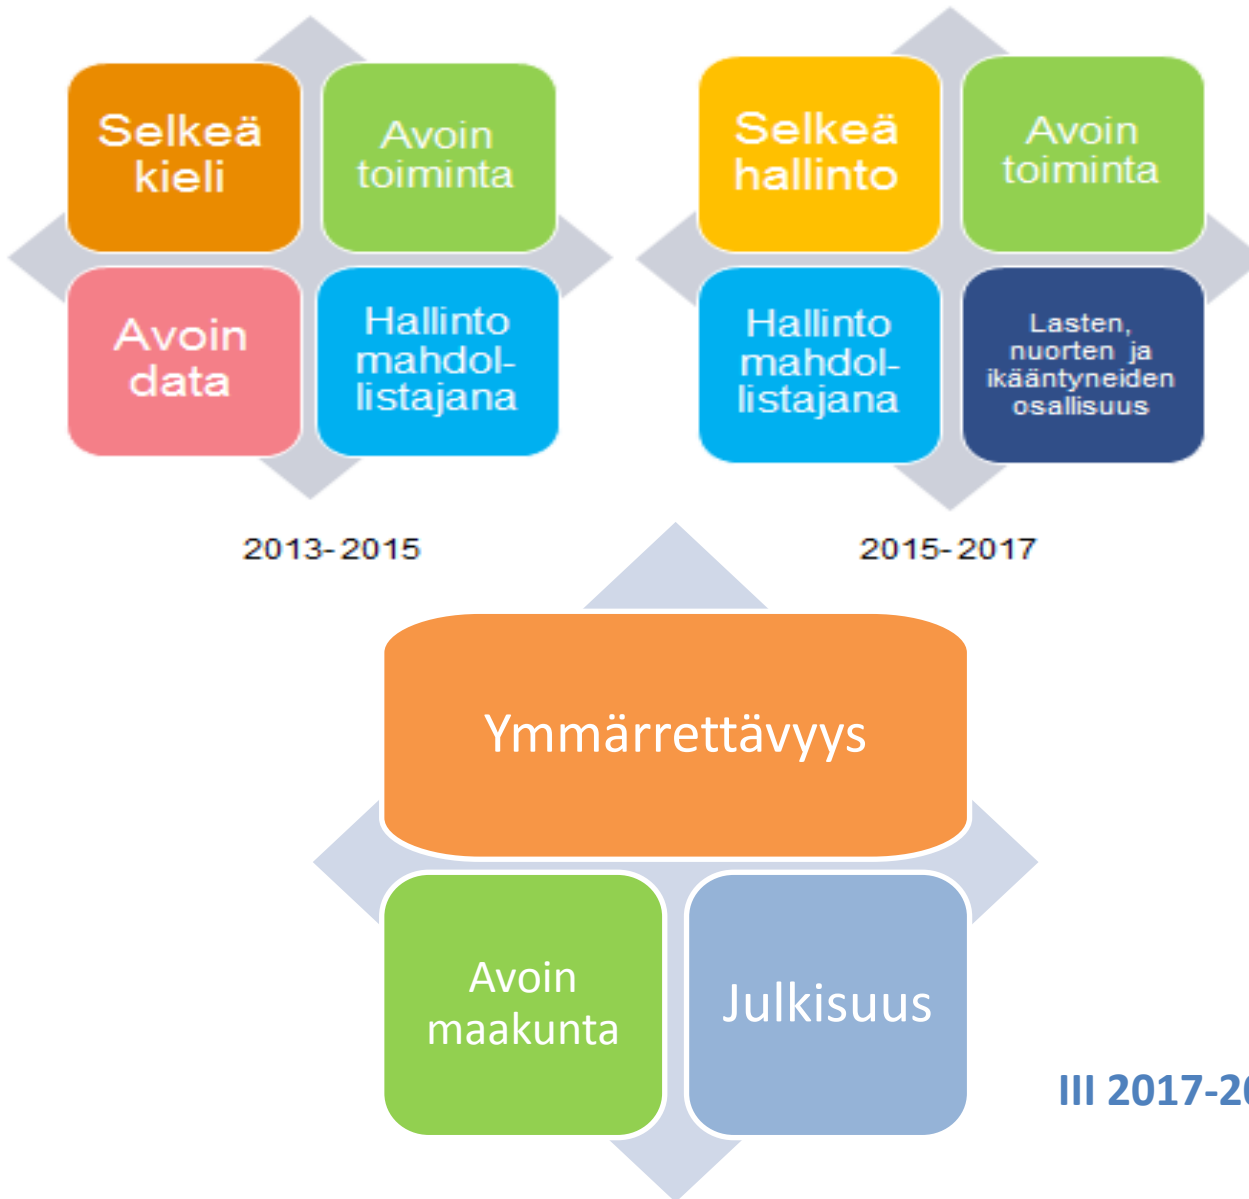 Selkeä
kieli
Avoin
toiminta
Avoin
data
Hallinto
mahdol-
listajana
2013-2015
Selkeä
hallinto
Avoin
toiminta
Hallinto
mahdol-
listajana
Lasten,
nuorten ja
ikääntyneiden
osallisuus
2015-2017
Ymmärrettävyys
Avoin
maakunta
Julkisuus
III 2017-2